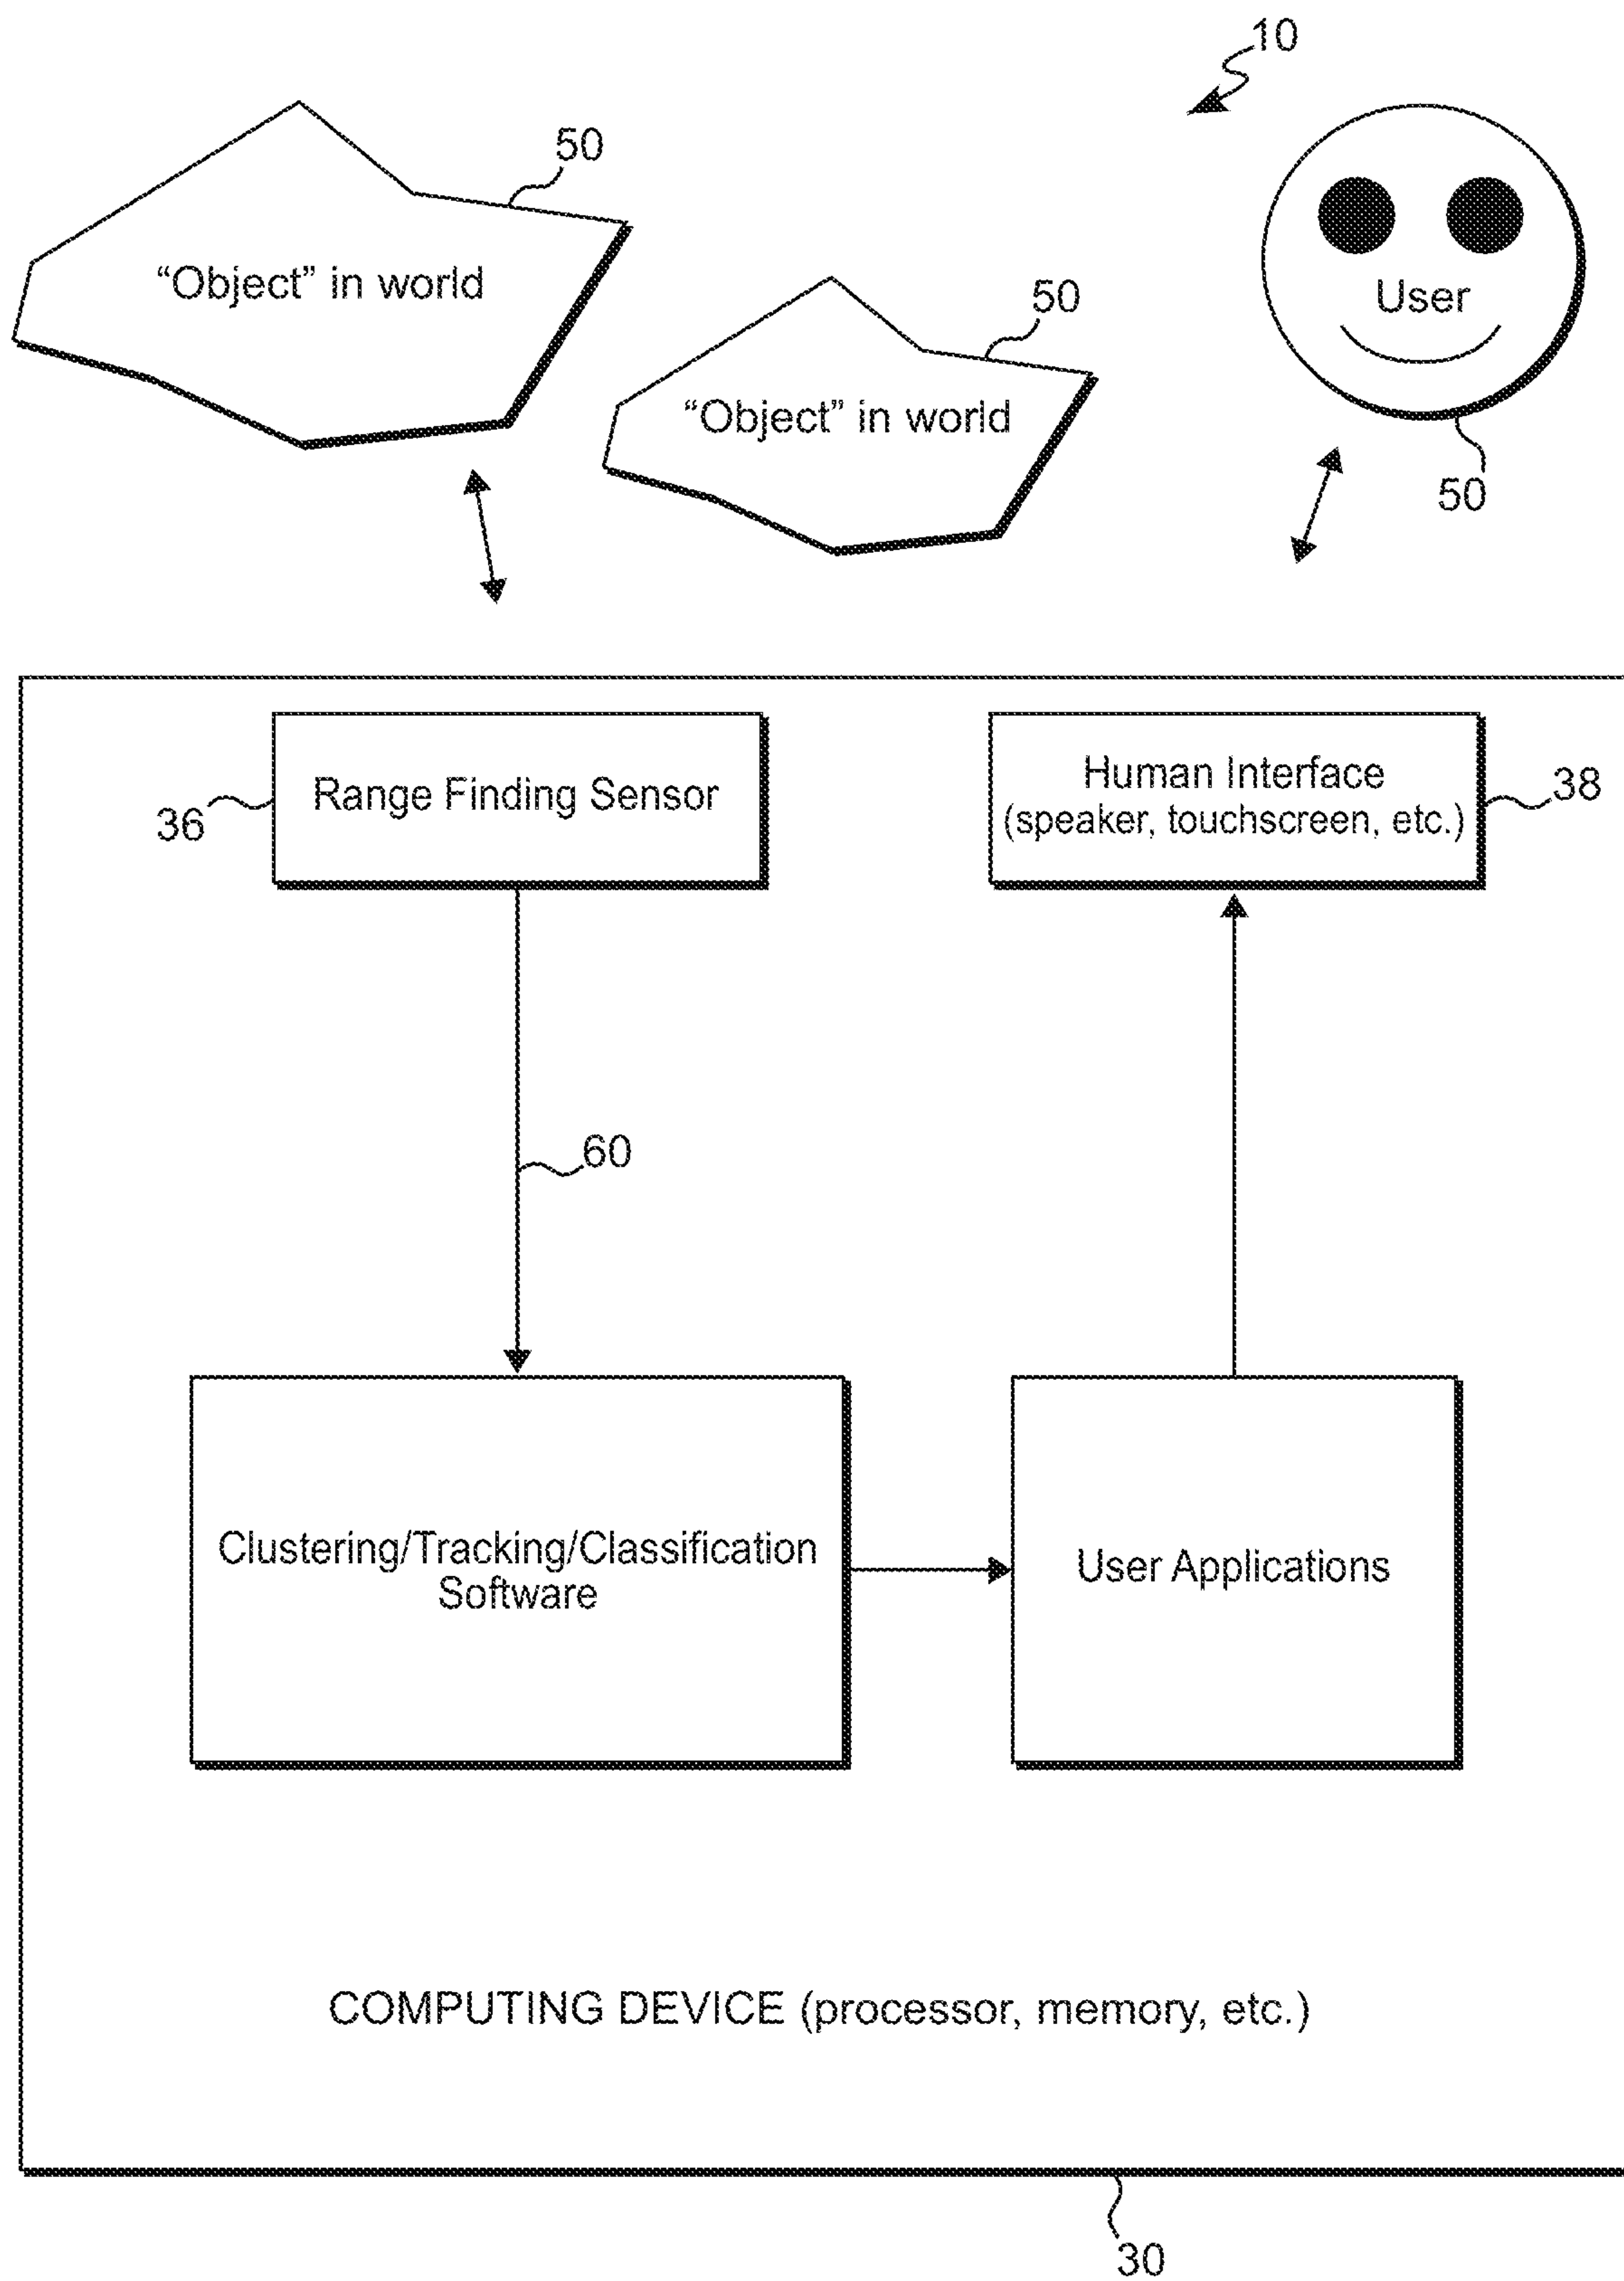 10
50
“Object” in world
50
“Object” in world
User
50
Range Finding Sensor
36
Human Interface
(speaker, touchscreen, etc.)
38
60
Clustering/Tracking/Classification
Software
User Applications
COMPUTING DEVICE (processor, memory, etc.)
30